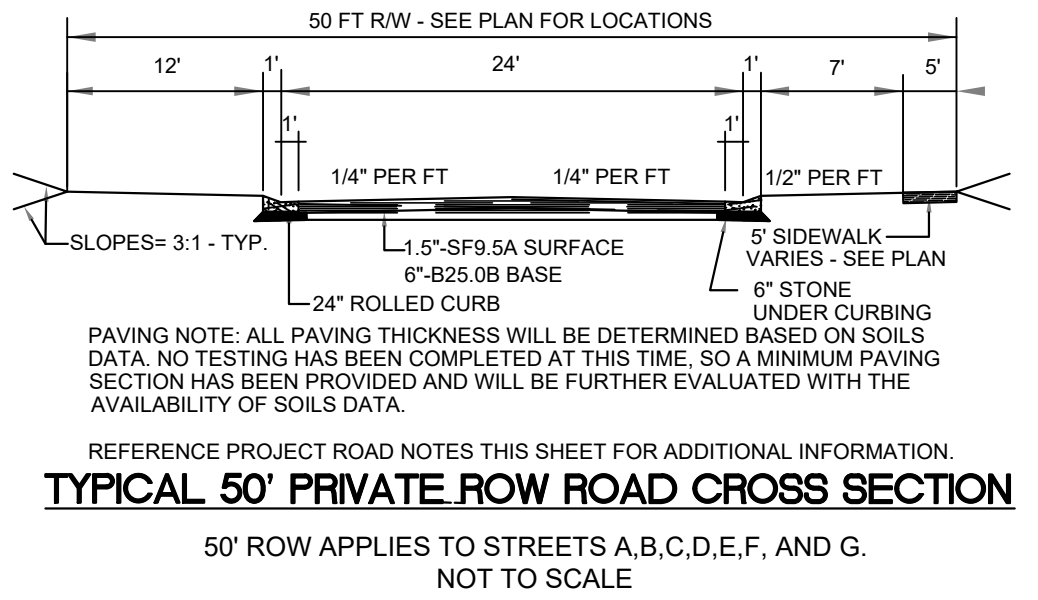 50 FT R/W - SEE PLAN FOR LOCATIONS
12' 1' 24' 1' 7' 5'
1' 1'
1/4" PER FT 1/4" PER FT 1/2" PER FT
SLOPES= 3:1 - TYP.
1.5"-SF9.5A SURFACE
6"-B25.0B BASE
24" ROLLED CURB
5' SIDEWALK
VARIES - SEE PLAN
6" STONE
UNDER CURBING
PAVING NOTE: ALL PAVING THICKNESS WILL BE DETERMINED BASED ON SOILS
DATA. NO TESTING HAS BEEN COMPLETED AT THIS TIME, SO A MINIMUM PAVING
SECTION HAS BEEN PROVIDED AND WILL BE FURTHER EVALUATED WITH THE
AVAILABILITY OF SOILS DATA.
REFERENCE PROJECT ROAD NOTES THIS SHEET FOR ADDITIONAL INFORMATION.
TYPICAL 50' PRIVATE ROW ROAD CROSS SECTION
50' ROW APPLIES TO STREETS A,B,C,D,E,F, AND G.
NOT TO SCALE